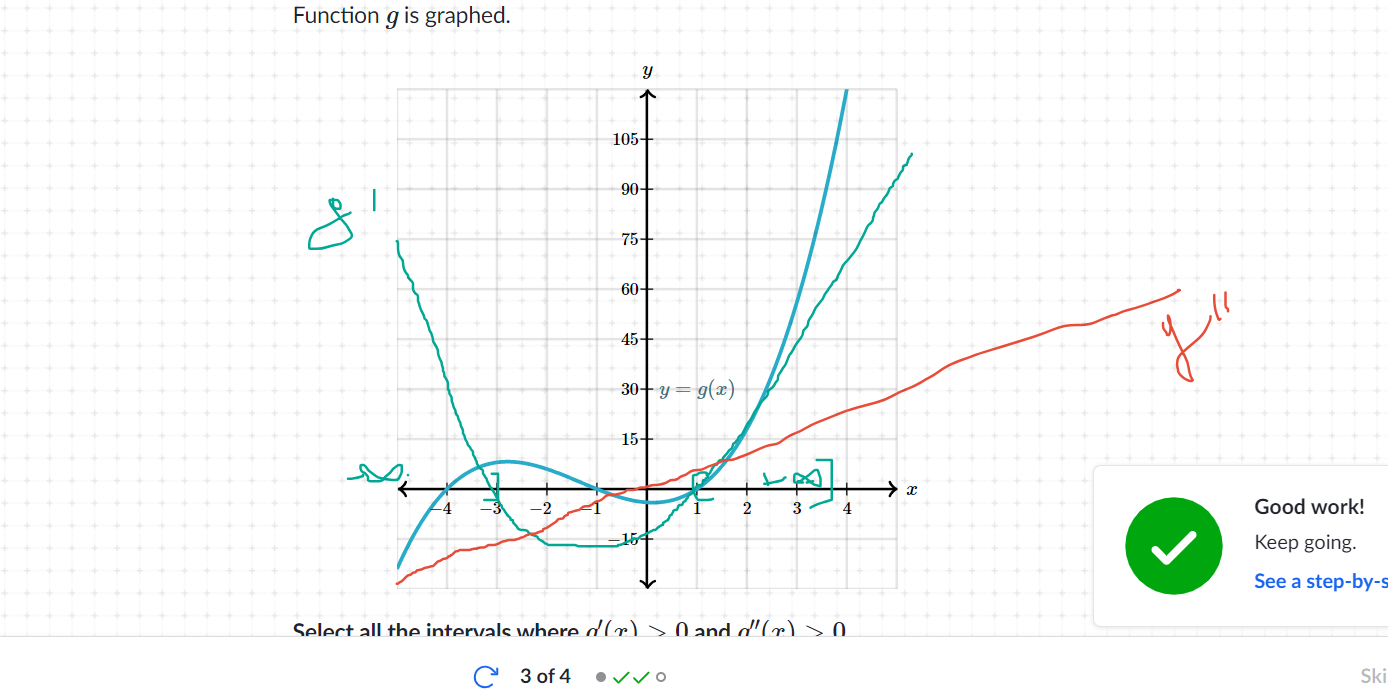 Function g is graphed.
y
105
90
75
60
45
30
15
−15
y = g(x)
−4 −3 −2 −1 1 2 3 4
x
g'
g''
Good work!
Keep going.
See a step-by-s
Select all the intervals where g′(x) > 0 and g″(x) > 0
3 of 4
Ski